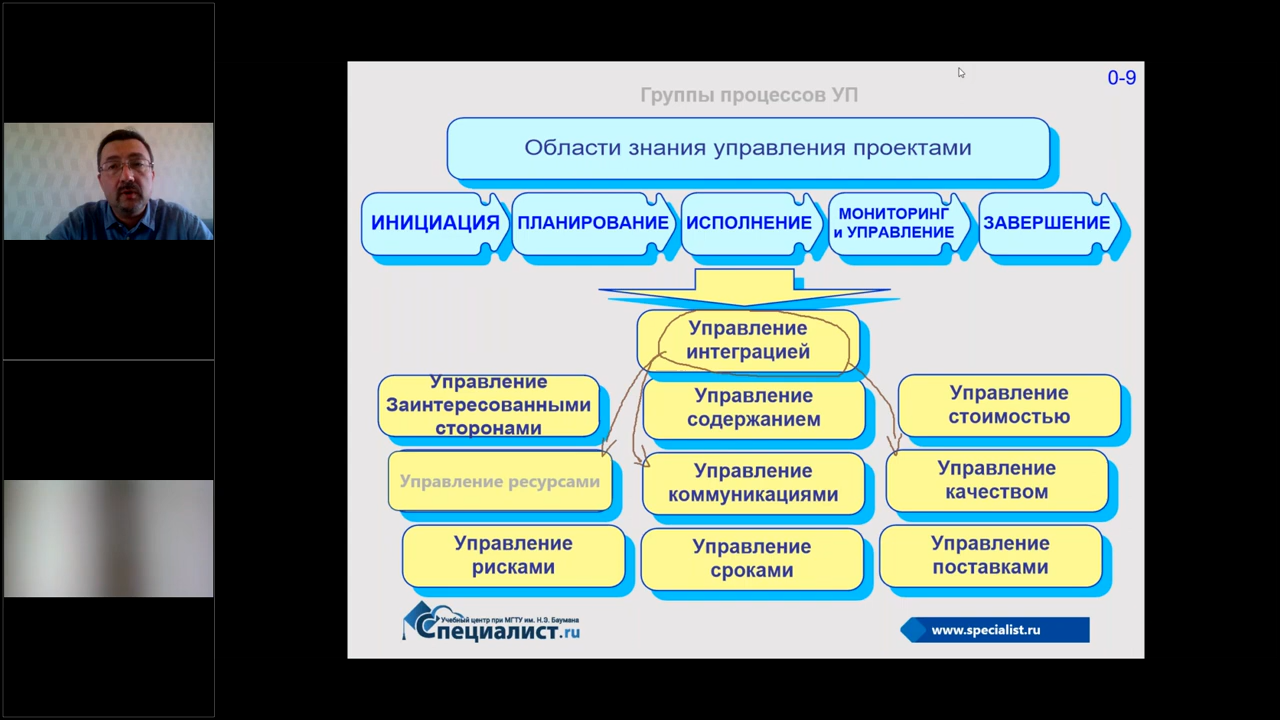 0-9
Группы процессов УП
Области знания управления проектами
ИНИЦИАЦИЯ
ПЛАНИРОВАНИЕ
ИСПОЛНЕНИЕ
МОНИТОРИНГ
и УПРАВЛЕНИЕ
ЗАВЕРШЕНИЕ
Управление
интеграцией
Управление
Заинтересованными
сторонами
Управление
содержанием
Управление
стоимостью
Управление ресурсами
Управление
коммуникациями
Управление
качеством
Управление
рисками
Управление
сроками
Управление
поставками
Учебный центр при МГТУ им. Н.Э. Баумана
Специалист.ru
www.specialist.ru